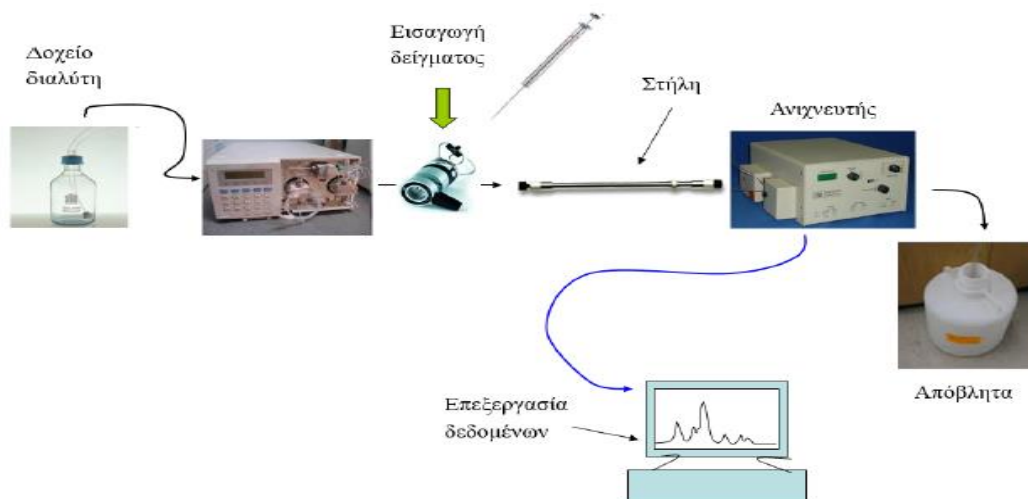 Δοχείο
διαλύτη
Εισαγωγή
δείγματος
Στήλη
Ανιχνευτής
Απόβλητα
Επεξεργασία
δεδομένων